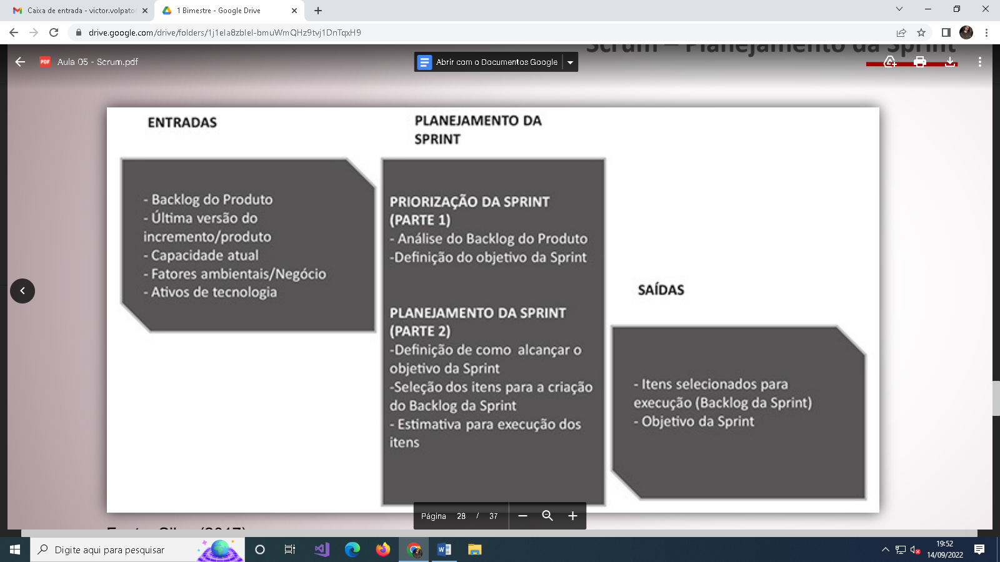 Caixa de entrada - victor.volpato
1 Bimestre - Google Drive
drive.google.com/drive/folders/1j1ela8zblel-bmuWmQHz9tvj1DnTqxH9
Scrum – Planejamento da Sprint
PDF
Aula 05 - Scrum.pdf
Abrir com o Documentos Google
ENTRADAS
- Backlog do Produto
- Última versão do
incremento/produto
- Capacidade atual
- Fatores ambientais/Negócio
- Ativos de tecnologia
PLANEJAMENTO DA
SPRINT
PRIORIZAÇÃO DA SPRINT
(PARTE 1)
- Análise do Backlog do Produto
-Definição do objetivo da Sprint
PLANEJAMENTO DA SPRINT
(PARTE 2)
-Definição de como alcançar o
objetivo da Sprint
-Seleção dos itens para a criação
do Backlog da Sprint
- Estimativa para execução dos
itens
SAÍDAS
- Itens selecionados para
execução (Backlog da Sprint)
- Objetivo da Sprint
Página 28 / 37
Digite aqui para pesquisar
19:52
14/09/2022